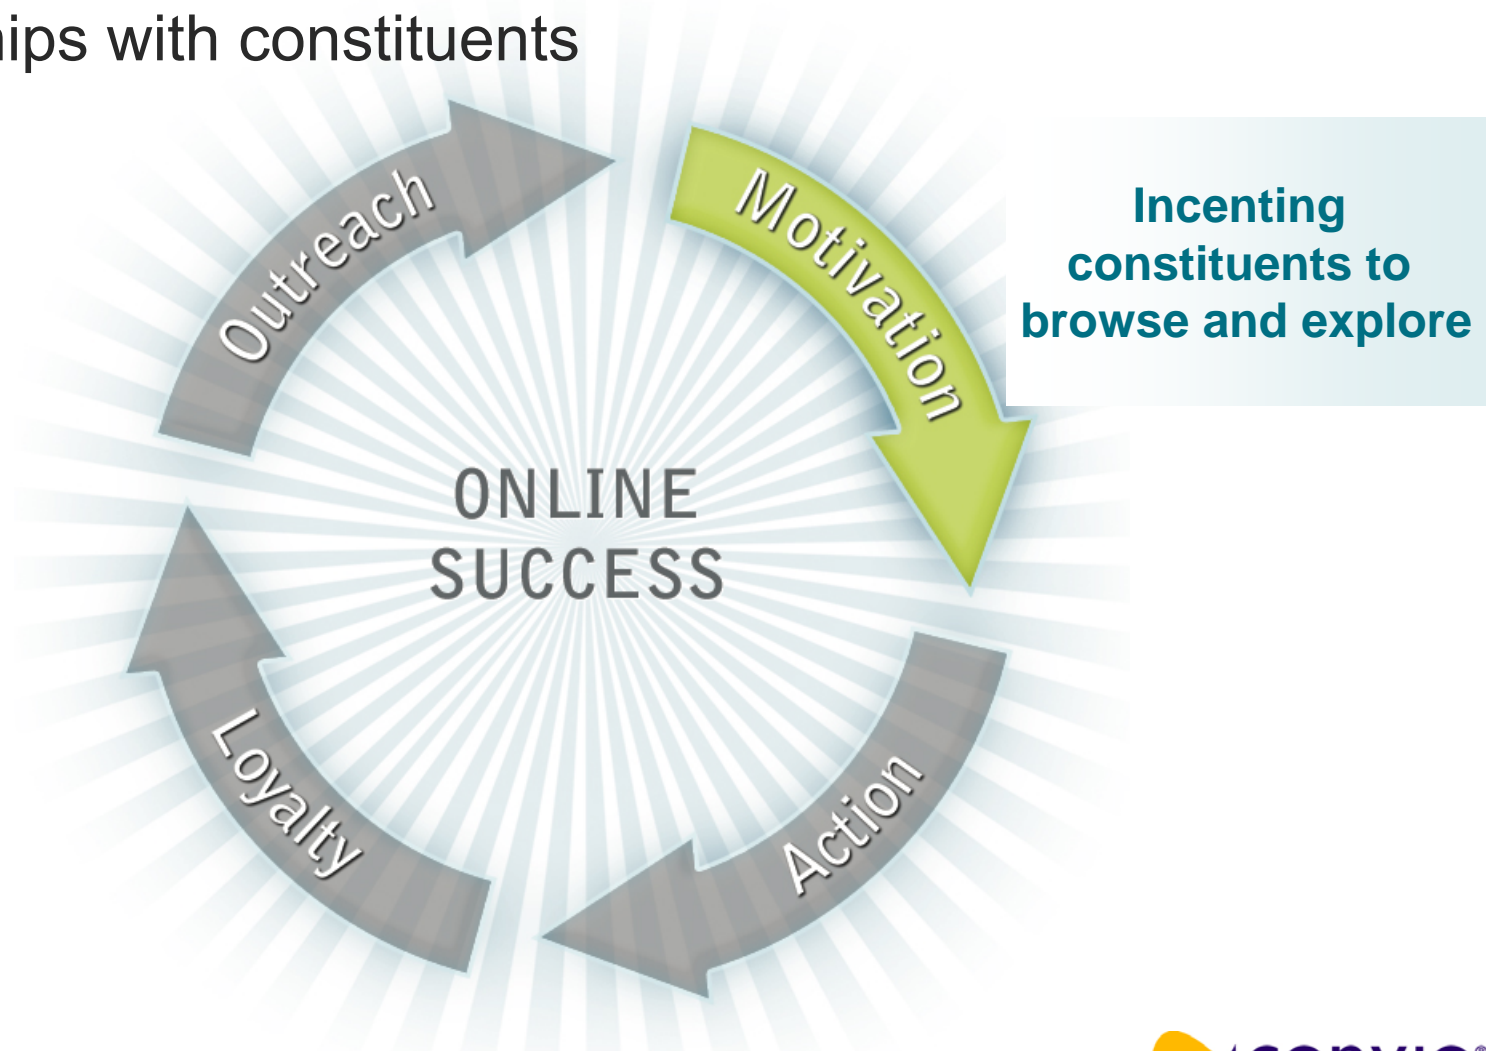 ips with constituents
Outreach
Motivation
Incenting
constituents to
browse and explore
ONLINE
SUCCESS
Loyalty
Action